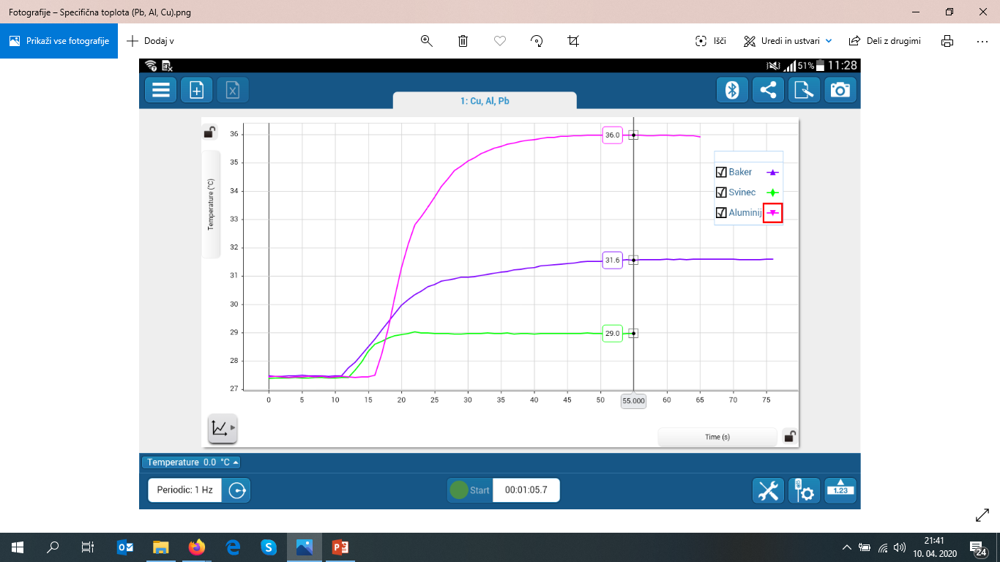 Fotografije – Specifična toplota (Pb, Al, Cu).png
Prikaži vse fotografije
Dodaj v
Išči
Uredi in ustvari
Deli z drugimi
51%
11:28
1: Cu, Al, Pb
Temperature (°C)
36
35
34
33
32
31
30
29
28
27
36.0
31.6
29.0
Baker
Svinec
Aluminij
0 5 10 15 20 25 30 35 40 45 50 55.000 60 65 70 75
Time (s)
Temperature 0.0 °C
Periodic: 1 Hz
Start
00:01:05.7
1.23
21:41
10. 04. 2020
24